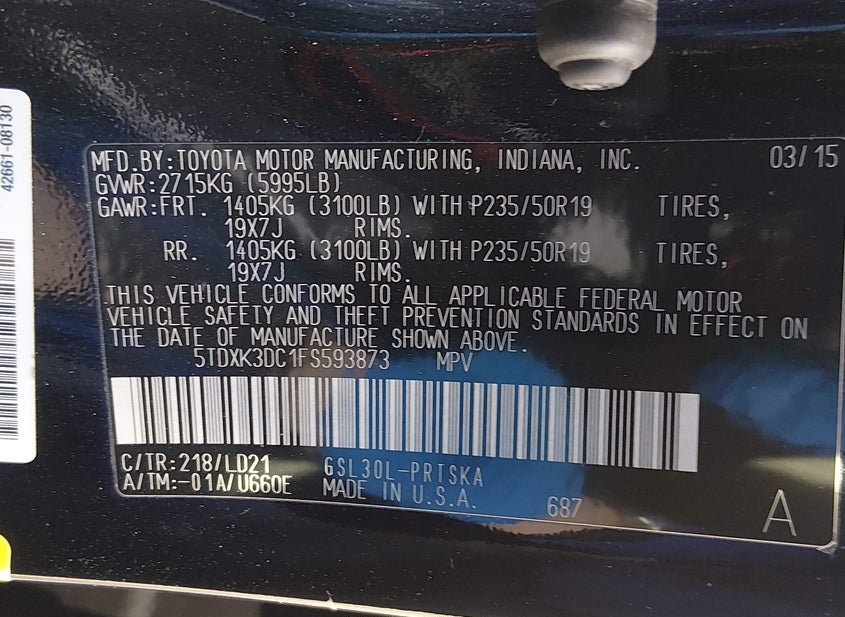 42661-08130
MFD.BY:TOYOTA MOTOR MANUFACTURING, INDIANA, INC. 03/15
GVWR:2715KG (5995LB)
GAWR:FRT. 1405KG (3100LB) WITH P235/50R19 TIRES,
19X7J RIMS.
RR. 1405KG (3100LB) WITH P235/50R19 TIRES,
19X7J RIMS.
THIS VEHICLE CONFORMS TO ALL APPLICABLE FEDERAL MOTOR
VEHICLE SAFETY AND THEFT PREVENTION STANDARDS IN EFFECT ON
THE DATE OF MANUFACTURE SHOWN ABOVE.
5TDXK3DC1FS593873 MPV
C/TR:218/LD21 GSL30L-PRTSKA
A/TM:-01A/U660E MADE IN U.S.A. 687 A